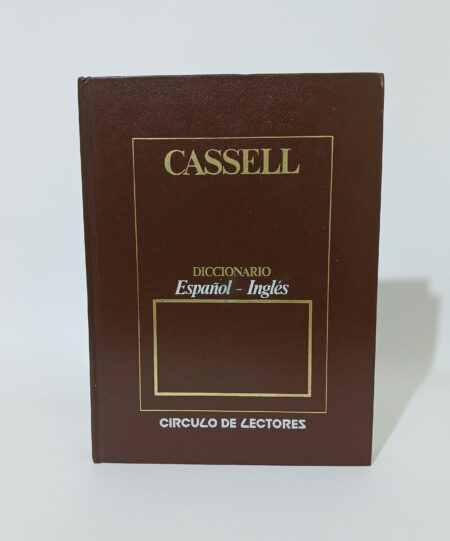 CASSELL
DICCIONARIO
Español - Inglés
CIRCULO DE LECTORES